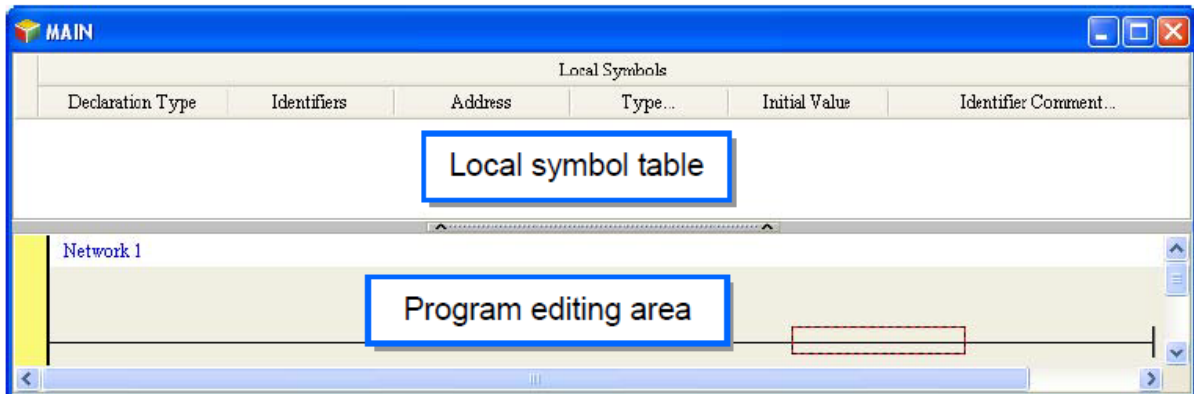 MAIN
Local Symbols
Declaration Type Identifiers Address Type... Initial Value Identifier Comment...
Local symbol table
Network 1
Program editing area